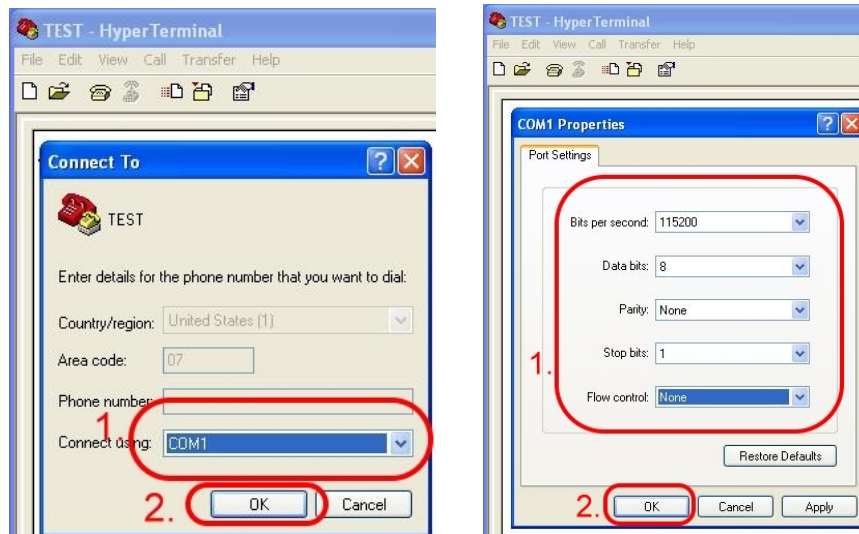 TEST - HyperTerminal
File Edit View Call Transfer Help
Connect To
TEST
Enter details for the phone number that you want to dial:
Country/region: United States (1)
Area code: 07
Phone number:
1.
Connect using: COM1
2. OK Cancel
TEST - HyperTerminal
File Edit View Call Transfer Help
COM1 Properties
Port Settings
Bits per second: 115200
Data bits: 8
Parity: None
Stop bits: 1
1.
Flow control: None
Restore Defaults
2. OK Cancel Apply